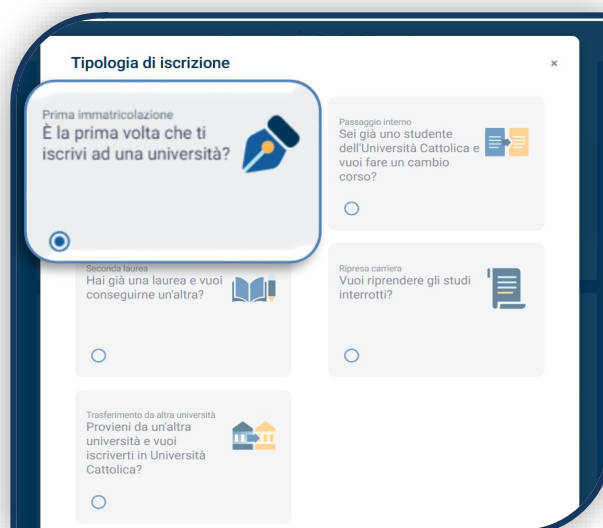 Tipologia di iscrizione
×
Prima immatricolazione
È la prima volta che ti
iscrivi ad una università?
Passaggio interno
Sei già uno studente
dell'Università Cattolica e
vuoi fare un cambio
corso?
Seconda laurea
Hai già una laurea e vuoi
conseguirne un'altra?
Ripresa carriera
Vuoi riprendere gli studi
interrotti?
Trasferimento da altra università
Provieni da un'altra
università e vuoi
iscriverti in Università
Cattolica?